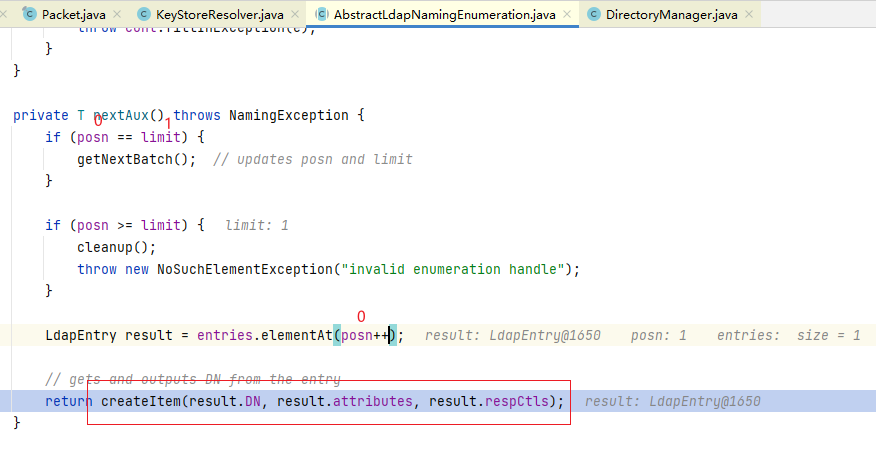 Packet.java KeyStoreResolver.java AbstractLdapNamingEnumeration.java DirectoryManager.java
throw cont.fillInException(e);
}
}
private T nextAux() throws NamingException {
0 1
if (posn == limit) {
getNextBatch(); // updates posn and limit
}
if (posn >= limit) { limit: 1
cleanup();
throw new NoSuchElementException("invalid enumeration handle");
}
0
LdapEntry result = entries.elementAt(posn++); result: LdapEntry@1650 posn: 1 entries: size = 1
// gets and outputs DN from the entry
return createItem(result.DN, result.attributes, result.respCtls); result: LdapEntry@1650
}